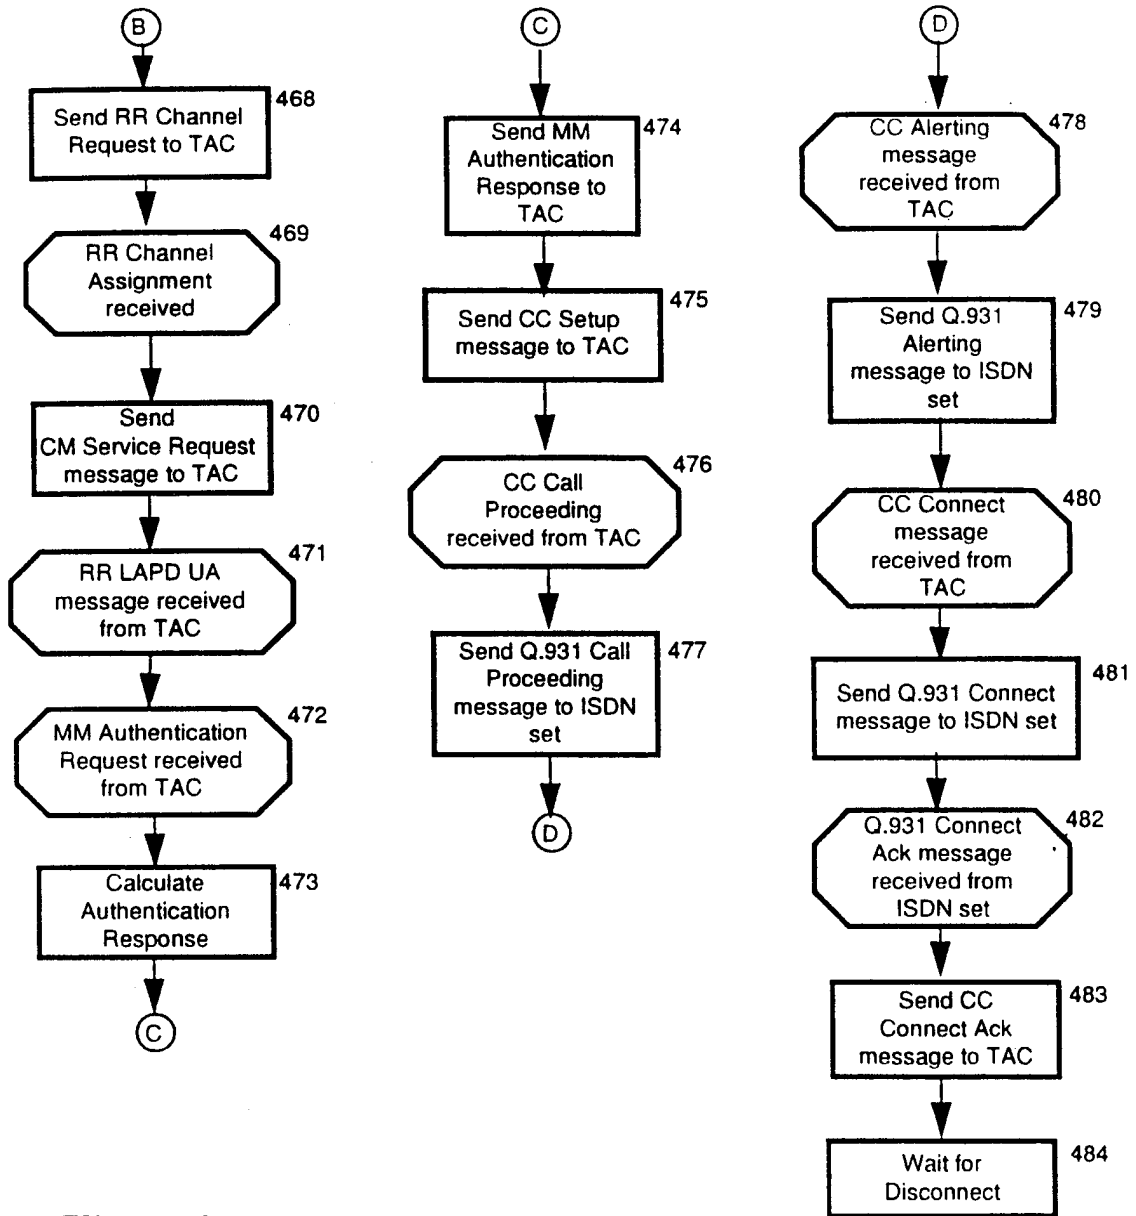 B
Send RR Channel
Request to TAC
468
RR Channel
Assignment
received
469
Send
CM Service Request
message to TAC
470
RR LAPD UA
message received
from TAC
471
MM Authentication
Request received
from TAC
472
Calculate
Authentication
Response
473
C
C
Send MM
Authentication
Response to
TAC
474
Send CC Setup
message to TAC
475
CC Call
Proceeding
received from TAC
476
Send Q.931 Call
Proceeding
message to ISDN
set
477
D
D
CC Alerting
message
received from
TAC
478
Send Q.931
Alerting
message to ISDN
set
479
CC Connect
message
received from
TAC
480
Send Q.931 Connect
message to ISDN set
481
Q.931 Connect
Ack message
received from
ISDN set
482
Send CC
Connect Ack
message to TAC
483
Wait for
Disconnect
484